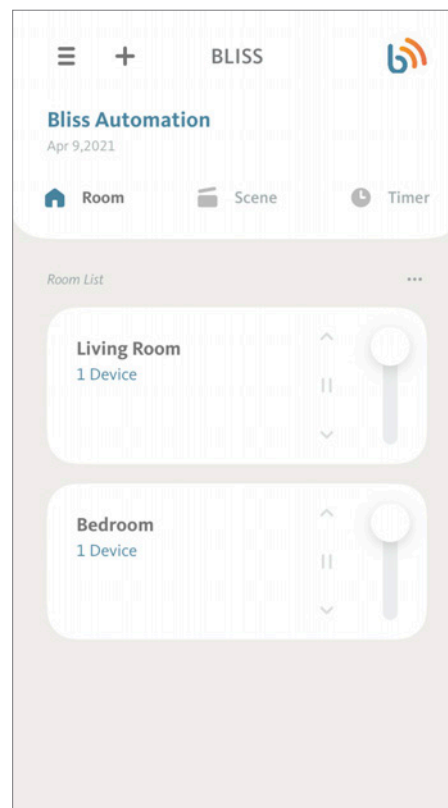 BLISS
Bliss Automation
Apr 9,2021
Room
Scene
Timer
Room List
Living Room
1 Device
Bedroom
1 Device